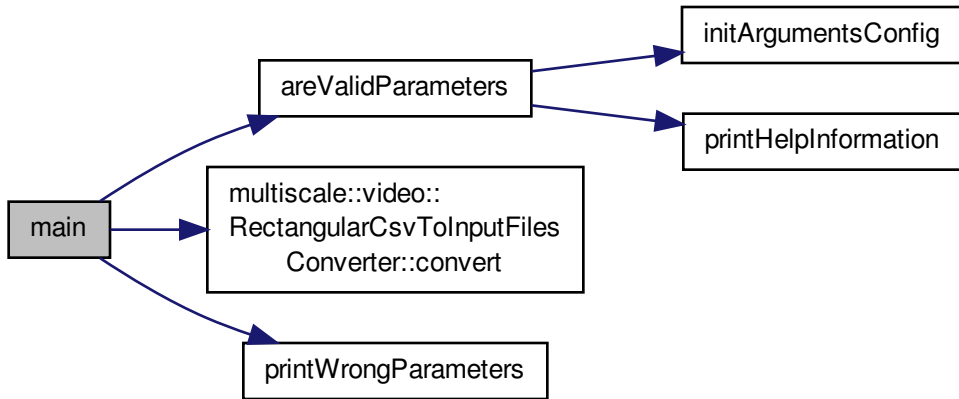 initArgumentsConfig
areValidParameters
printHelpInformation
multiscale::video::
RectangularCsvToInputFiles
Converter::convert
main
printWrongParameters